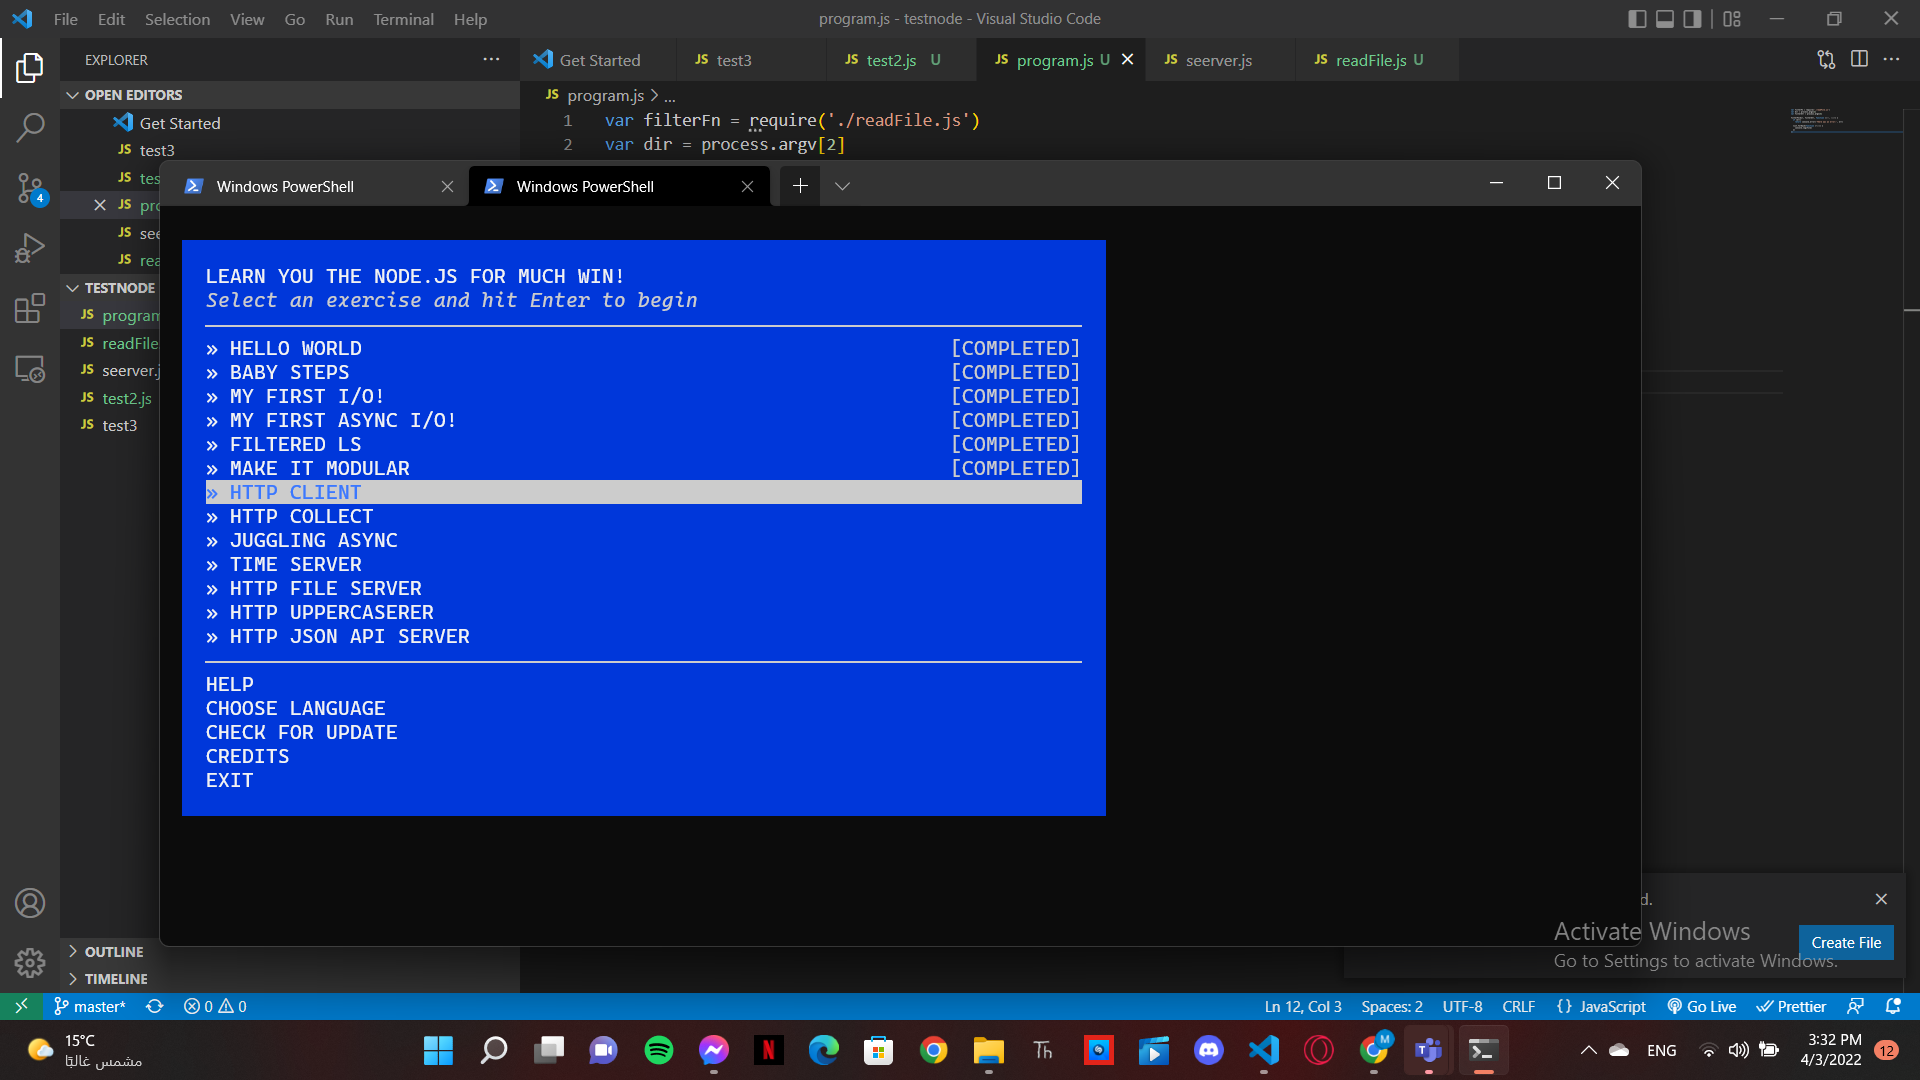 File Edit Selection View Go Run Terminal Help
program.js - testnode - Visual Studio Code
EXPLORER
Get Started
JS test3
JS test2.js U
JS program.js U
JS seerver.js
JS readFile.js U
OPEN EDITORS
Get Started
JS test3
JS tes
JS pro
JS see
JS rea
JS program.js > ...
1 var filterFn = require('./readFile.js')
2 var dir = process.argv[2]
TESTNODE
JS program
JS readFile
JS seerver.j
JS test2.js
JS test3
4
Windows PowerShell
Windows PowerShell
LEARN YOU THE NODE.JS FOR MUCH WIN!
Select an exercise and hit Enter to begin
» HELLO WORLD [COMPLETED]
» BABY STEPS [COMPLETED]
» MY FIRST I/O! [COMPLETED]
» MY FIRST ASYNC I/O! [COMPLETED]
» FILTERED LS [COMPLETED]
» MAKE IT MODULAR [COMPLETED]
» HTTP CLIENT
» HTTP COLLECT
» JUGGLING ASYNC
» TIME SERVER
» HTTP FILE SERVER
» HTTP UPPERCASERER
» HTTP JSON API SERVER
HELP
CHOOSE LANGUAGE
CHECK FOR UPDATE
CREDITS
EXIT
d.
Create File
Activate Windows
Go to Settings to activate Windows.
OUTLINE
TIMELINE
master* 0 0
Ln 12, Col 3 Spaces: 2 UTF-8 CRLF {} JavaScript Go Live Prettier
15°C
مشمس غالبًا
N
Th
M
T
ENG
3:32 PM
4/3/2022
12